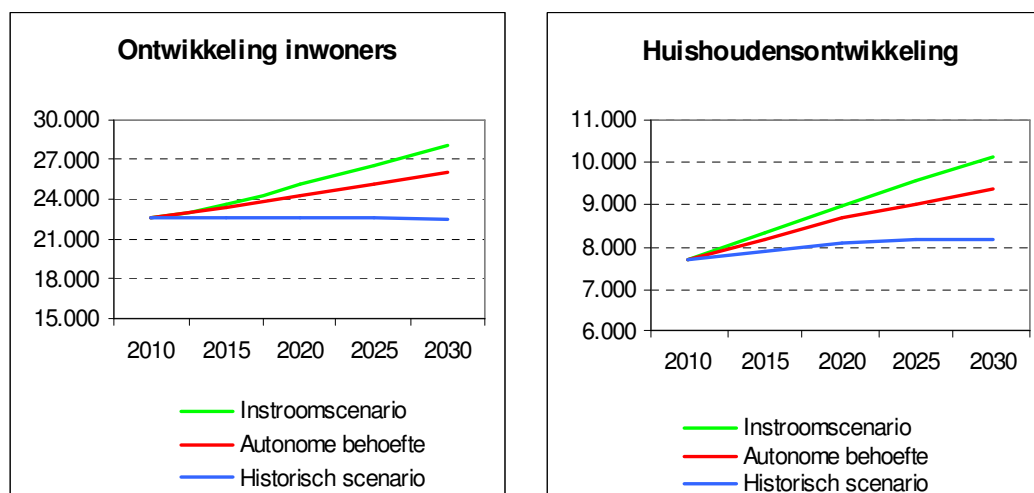 Ontwikkeling inwoners
30.000
27.000
24.000
21.000
18.000
15.000
2010 2015 2020 2025 2030
Instroomscenario
Autonome behoefte
Historisch scenario
Huishoudensontwikkeling
11.000
10.000
9.000
8.000
7.000
6.000
2010 2015 2020 2025 2030
Instroomscenario
Autonome behoefte
Historisch scenario